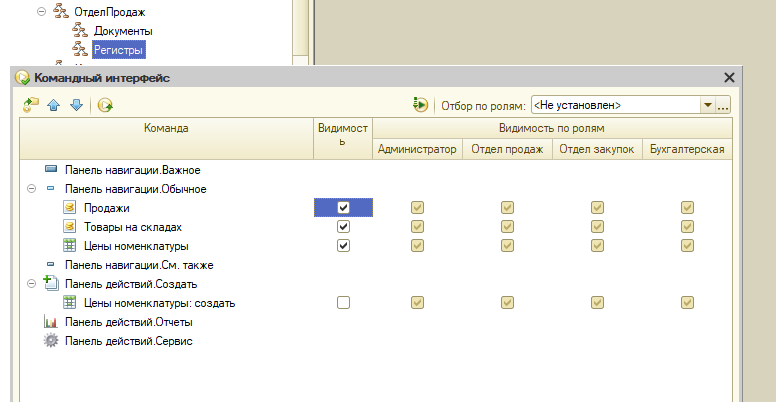 ОтделПродаж
Документы
Регистры
Командный интерфейс
Отбор по ролям: <Не установлен>
Команда Видимость Видимость по ролям
Администратор Отдел продаж Отдел закупок Бухгалтерская
Панель навигации.Важное
Панель навигации.Обычное
Продажи
Товары на складах
Цены номенклатуры
Панель навигации.См. также
Панель действий.Создать
Цены номенклатуры: создать
Панель действий.Отчеты
Панель действий.Сервис